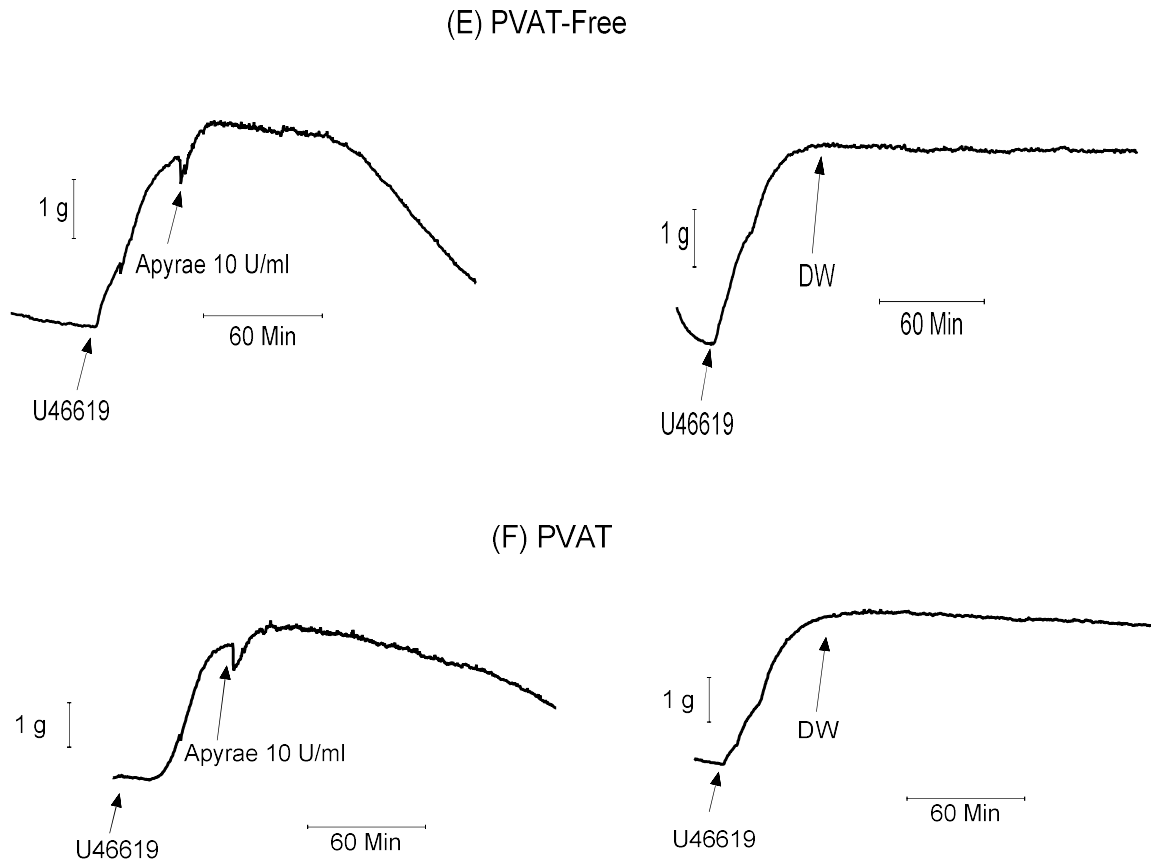 (E) PVAT-Free
1 g
Apyrae 10 U/ml
60 Min
U46619
1 g
DW
60 Min
U46619
(F) PVAT
1 g
Apyrae 10 U/ml
60 Min
U46619
1 g
DW
60 Min
U46619